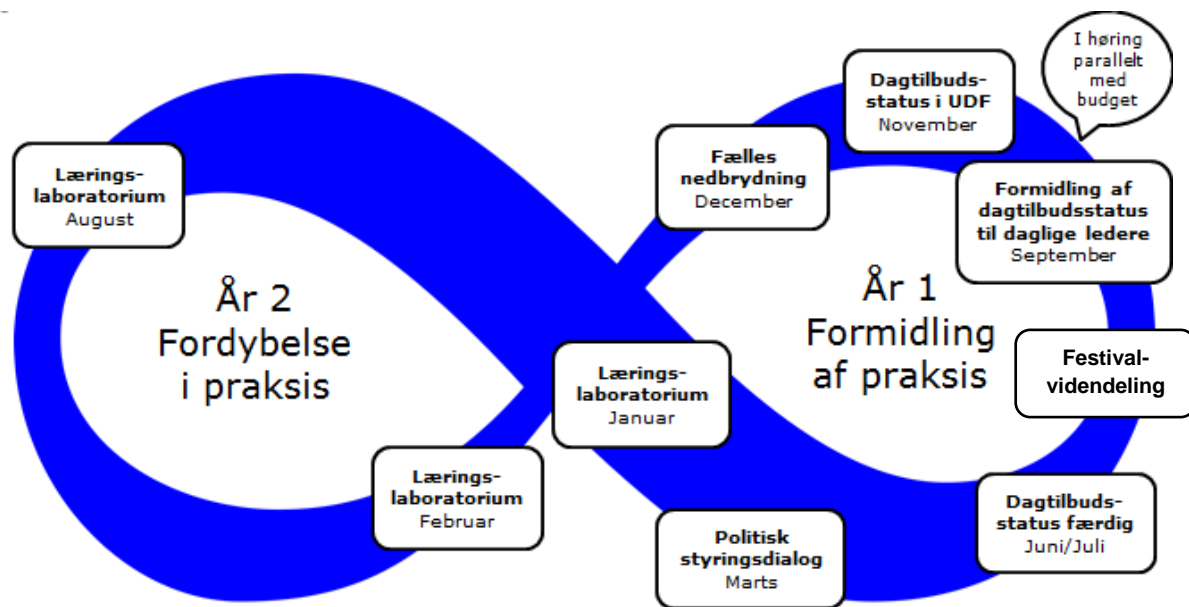 I høring
parallelt
med
budget
Dagtilbuds-
status i UDF
November
Fælles
nedbrydning
December
Lærings-
laboratorium
August
Formidling af
dagtilbudsstatus
til daglige ledere
September
År 2
Fordybelse
i praksis
År 1
Formidling
af praksis
Festival-
videndeling
Lærings-
laboratorium
Januar
Lærings-
laboratorium
Februar
Dagtilbuds-
status færdig
Juni/Juli
Politisk
styringsdialog
Marts